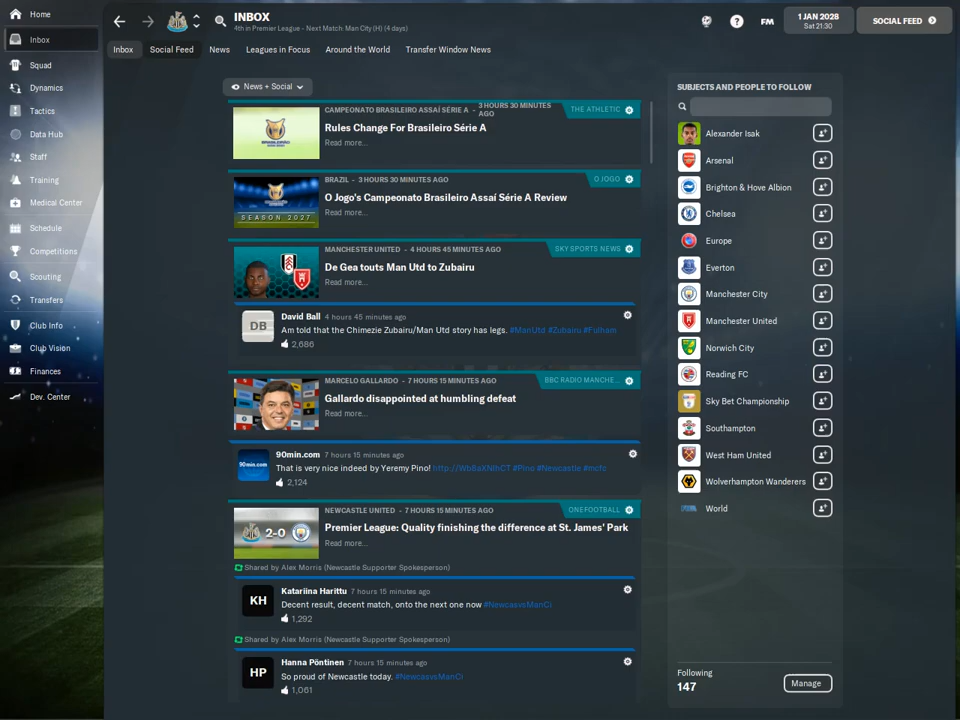 Home
Inbox
Squad
Dynamics
Tactics
Data Hub
Staff
Training
Medical Center
Schedule
Competitions
Scouting
Transfers
Club Info
Club Vision
Finances
Dev. Center
INBOX
4th in Premier League - Next Match: Man City (H) (4 days)
?
FM
1 JAN 2028
Sat 21:30
SOCIAL FEED
Inbox
Social Feed
News
Leagues in Focus
Around the World
Transfer Window News
News + Social
CAMPEONATO BRASILEIRO ASSAÍ SÉRIE A - 3 HOURS 30 MINUTES AGO
THE ATHLETIC
Rules Change For Brasileiro Série A
Read more...
BRAZIL - 3 HOURS 30 MINUTES AGO
O JOGO
O Jogo's Campeonato Brasileiro Assaí Série A Review
Read more...
SEASON 2027
MANCHESTER UNITED - 4 HOURS 45 MINUTES AGO
SKY SPORTS NEWS
De Gea touts Man Utd to Zubairu
Read more...
DB
David Ball 4 hours 45 minutes ago
Am told that the Chimezie Zubairu/Man Utd story has legs. #ManUtd #Zubairu #Fulham
2,686
MARCELO GALLARDO - 7 HOURS 15 MINUTES AGO
BBC RADIO MANCHE...
Gallardo disappointed at humbling defeat
Read more...
90min.com
90min.com 7 hours 15 minutes ago
That is very nice indeed by Yeremy Pino! #Pino #Newcastle #mcfc
2,124
NEWCASTLE UNITED - 7 HOURS 15 MINUTES AGO
ONEFOOTBALL
2-0
Premier League: Quality finishing the difference at St. James' Park
Read more...
Shared by Alex Morris (Newcastle Supporter Spokesperson)
KH
Katariina Harittu 7 hours 15 minutes ago
Decent result, decent match, onto the next one now #NewcasvsManCi
1,292
Shared by Alex Morris (Newcastle Supporter Spokesperson)
HP
Hanna Pöntinen 7 hours 15 minutes ago
So proud of Newcastle today. #NewcasvsManCi
1,061
SUBJECTS AND PEOPLE TO FOLLOW
Alexander Isak
Arsenal
Brighton & Hove Albion
Chelsea
Europe
Everton
Manchester City
Manchester United
Norwich City
Reading FC
Sky Bet Championship
Southampton
West Ham United
Wolverhampton Wanderers
World
Following
147
Manage